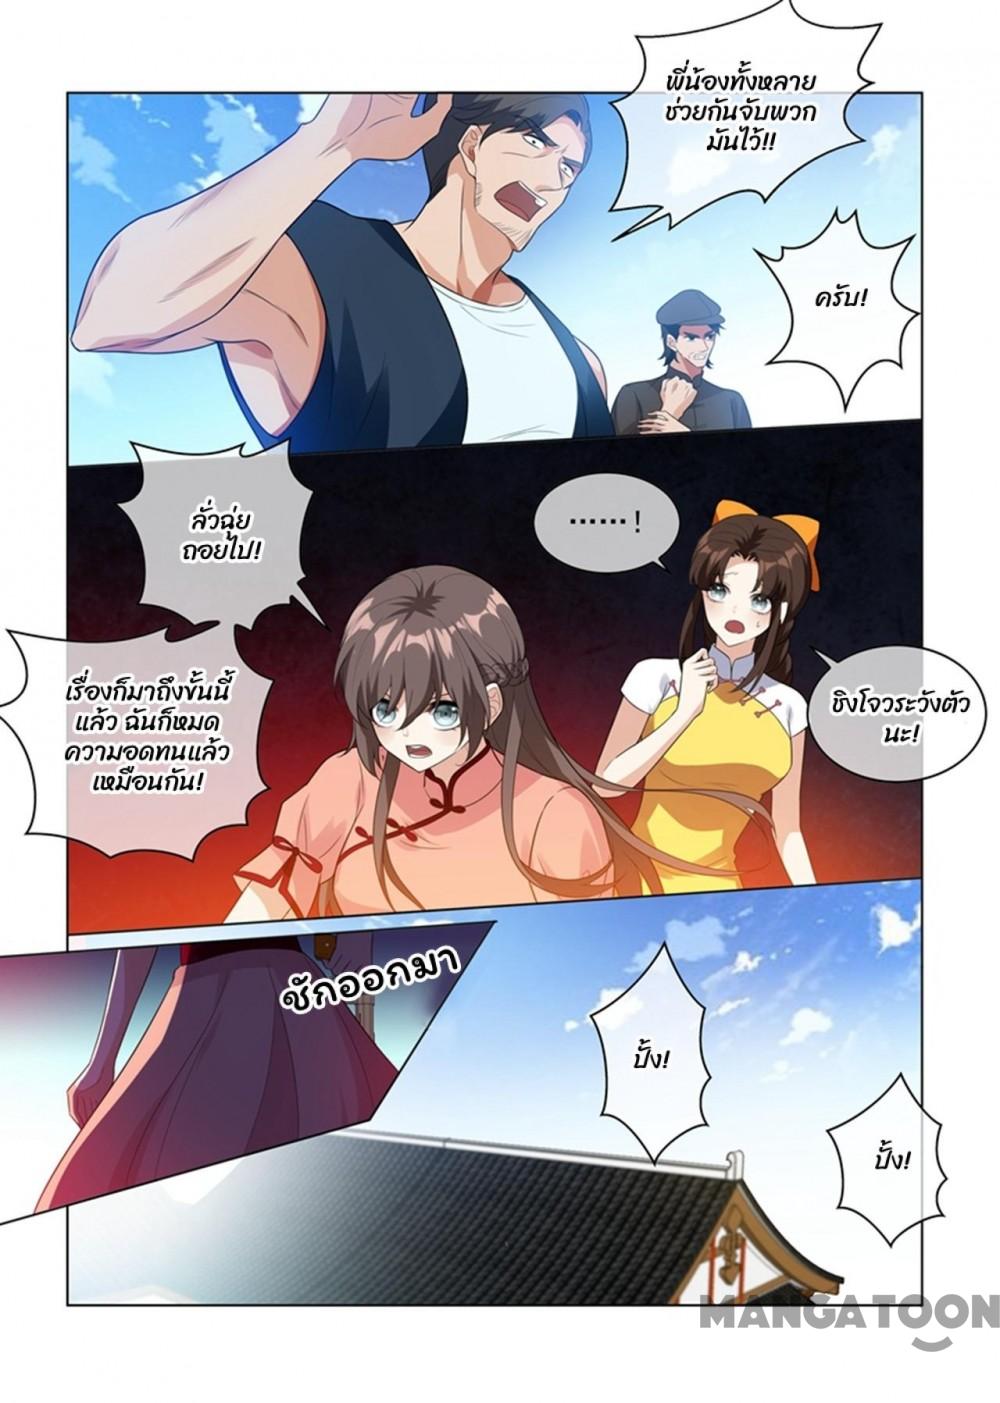 พี่น้องทั้งหลาย
ช่วยกันจับพวก
มันไว้!!
ครับ!
ลั่วฉุ่ย
ถอยไป!
······!
เรื่องก็มาถึงขั้นนี้
แล้ว ฉันก็หมด
ความอดทนแล้ว
เหมือนกัน!
ชิงโจวระวังตัว
นะ!
ชักออกมา
ปั้ง!
ปั้ง!
MANGATOON